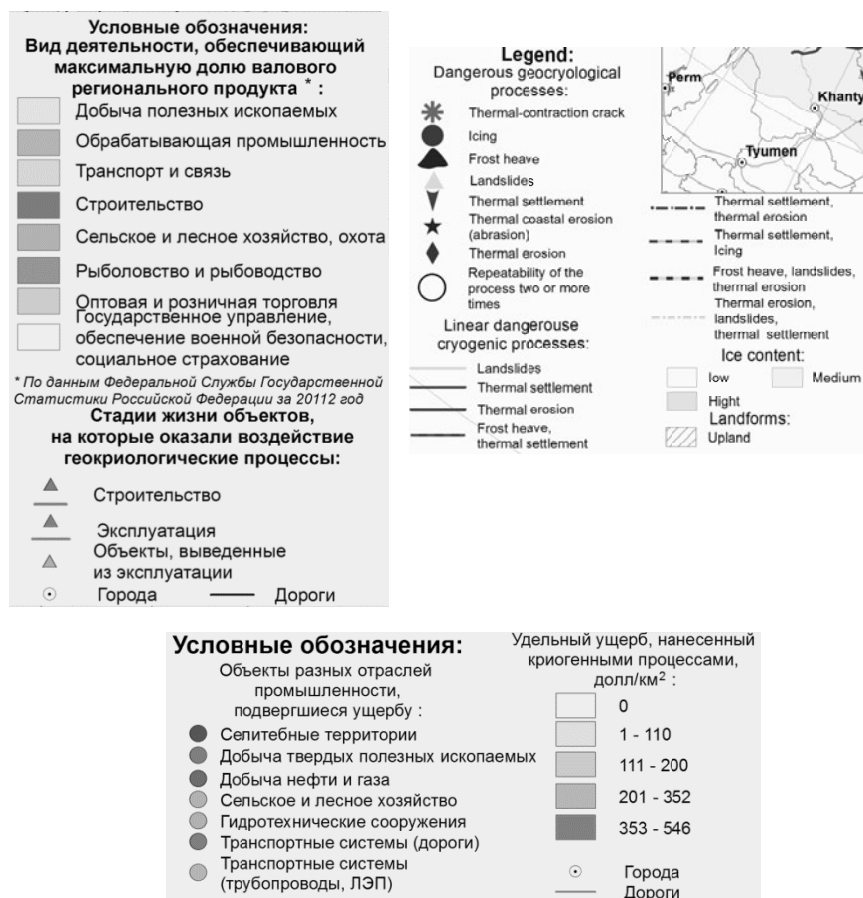 Условные обозначения:
Вид деятельности, обеспечивающий
максимальную долю валового
регионального продукта * :
Добыча полезных ископаемых
Обрабатывающая промышленность
Транспорт и связь
Строительство
Сельское и лесное хозяйство, охота
Рыболовство и рыбоводство
Оптовая и розничная торговля
Государственное управление,
обеспечение военной безопасности,
социальное страхование
* По данным Федеральной Службы Государственной
Статистики Российской Федерации за 20112 год
Стадии жизни объектов,
на которые оказали воздействие
геокриологические процессы:
Строительство
Эксплуатация
Объекты, выведенные
из эксплуатации
Города
Дороги
Legend:
Dangerous geocryological
processes:
Thermal-contraction crack
Icing
Frost heave
Landslides
Thermal settlement
Thermal coastal erosion
(abrasion)
Thermal erosion
Repeatability of the
process two or more
times
Linear dangerouse
cryogenic processes:
Landslides
Thermal settlement
Thermal erosion
Frost heave,
thermal settlement
Perm
Khanty
Tyumen
Thermal settlement,
thermal erosion
Thermal settlement,
Icing
Frost heave, landslides,
thermal erosion
Thermal erosion,
landslides,
thermal settlement
Ice content:
low
Medium
Hight
Landforms:
Upland
Условные обозначения:
Объекты разных отраслей
промышленности,
подвергшиеся ущербу :
Селитебные территории
Добыча твердых полезных ископаемых
Добыча нефти и газа
Сельское и лесное хозяйство
Гидротехнические сооружения
Транспортные системы (дороги)
Транспортные системы
(трубопроводы, ЛЭП)
Удельный ущерб, нанесенный
криогенными процессами,
долл/км² :
0
1 - 110
111 - 200
201 - 352
353 - 546
Города
Дороги